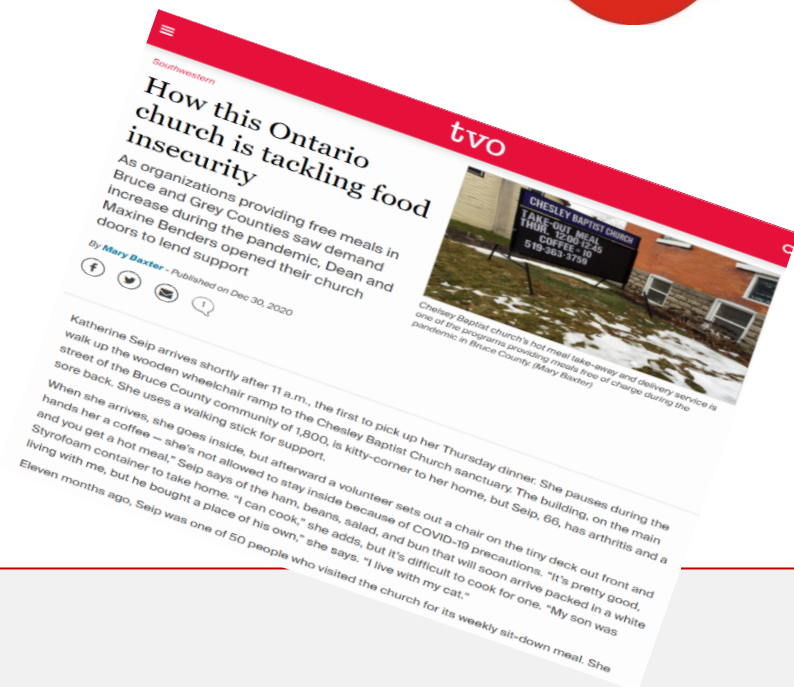 tvo
C
Southwestern
How this Ontario
church is tackling food
insecurity
As organizations providing free meals in
Bruce and Grey Counties saw demand
increase during the pandemic, Dean and
Maxine Benders opened their church
doors to lend support
By Mary Baxter - Published on Dec 30, 2020
1
CHESLEY BAPTIST CHURCH
TAKE-OUT MEAL
THUR. 12:00-12:45
COFFEE - 10
519-363-3759
Chelsey Baptist church's hot meal take-away and delivery service is
one of the programs providing meals free of charge during the
pandemic in Bruce County. (Mary Baxter)
Katherine Seip arrives shortly after 11 a.m., the first to pick up her Thursday dinner. She pauses during the
walk up the wooden wheelchair ramp to the Chesley Baptist Church sanctuary. The building, on the main
street of the Bruce County community of 1,800, is kitty-corner to her home, but Seip, 66, has arthritis and a
sore back. She uses a walking stick for support.
When she arrives, she goes inside, but afterward a volunteer sets out a chair on the tiny deck out front and
hands her a coffee — she's not allowed to stay inside because of COVID-19 precautions. "It's pretty good,
and you get a hot meal," Seip says of the ham, beans, salad, and bun that will soon arrive packed in a white
Styrofoam container to take home. "I can cook," she adds, but it's difficult to cook for one. "My son was
living with me, but he bought a place of his own," she says. "I live with my cat."
Eleven months ago, Seip was one of 50 people who visited the church for its weekly sit-down meal. She